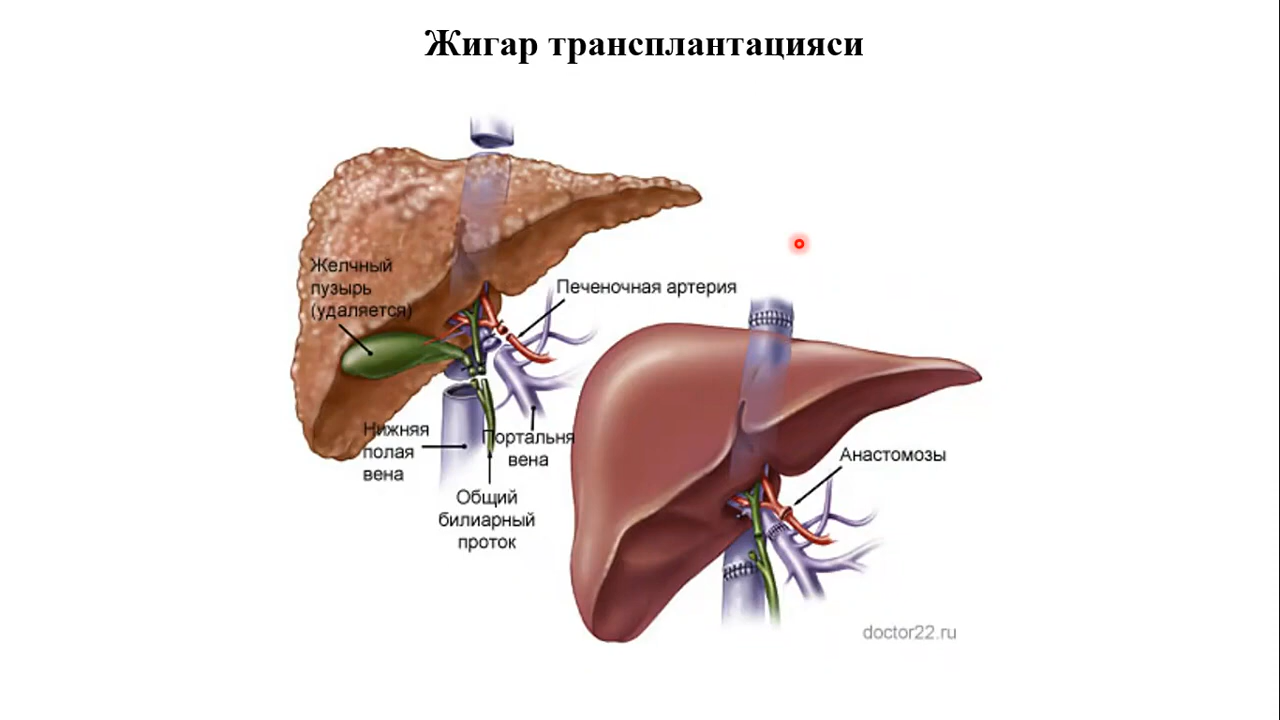 Жигар трансплантацияси
Желчный
пузырь
(удаляется)
Печеночная артерия
Нижняя
полая
вена
Портальня
вена
Общий
билиарный
проток
Анастомозы
doctor22.ru